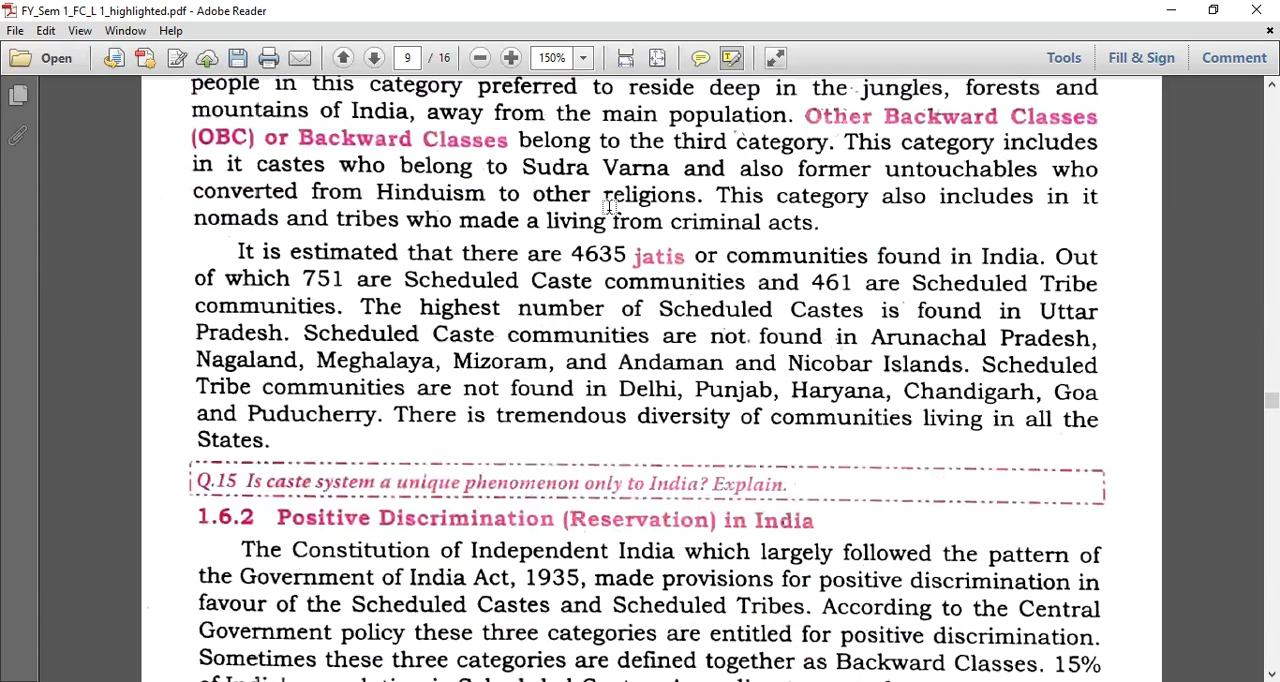 FY_Sem 1_FC_L 1_highlighted.pdf - Adobe Reader
File Edit View Window Help
Open 9 / 16 150% Tools Fill & Sign Comment
people in this category preferred to reside deep in the jungles, forests and
mountains of India, away from the main population. Other Backward Classes
(OBC) or Backward Classes belong to the third category. This category includes
in it castes who belong to Sudra Varna and also former untouchables who
converted from Hinduism to other religions. This category also includes in it
nomads and tribes who made a living from criminal acts.
It is estimated that there are 4635 jatis or communities found in India. Out
of which 751 are Scheduled Caste communities and 461 are Scheduled Tribe
communities. The highest number of Scheduled Castes is found in Uttar
Pradesh. Scheduled Caste communities are not found in Arunachal Pradesh,
Nagaland, Meghalaya, Mizoram, and Andaman and Nicobar Islands. Scheduled
Tribe communities are not found in Delhi, Punjab, Haryana, Chandigarh, Goa
and Puducherry. There is tremendous diversity of communities living in all the
States.
Q.15 Is caste system a unique phenomenon only to India? Explain.
1.6.2 Positive Discrimination (Reservation) in India
The Constitution of Independent India which largely followed the pattern of
the Government of India Act, 1935, made provisions for positive discrimination in
favour of the Scheduled Castes and Scheduled Tribes. According to the Central
Government policy these three categories are entitled for positive discrimination.
Sometimes these three categories are defined together as Backward Classes. 15%